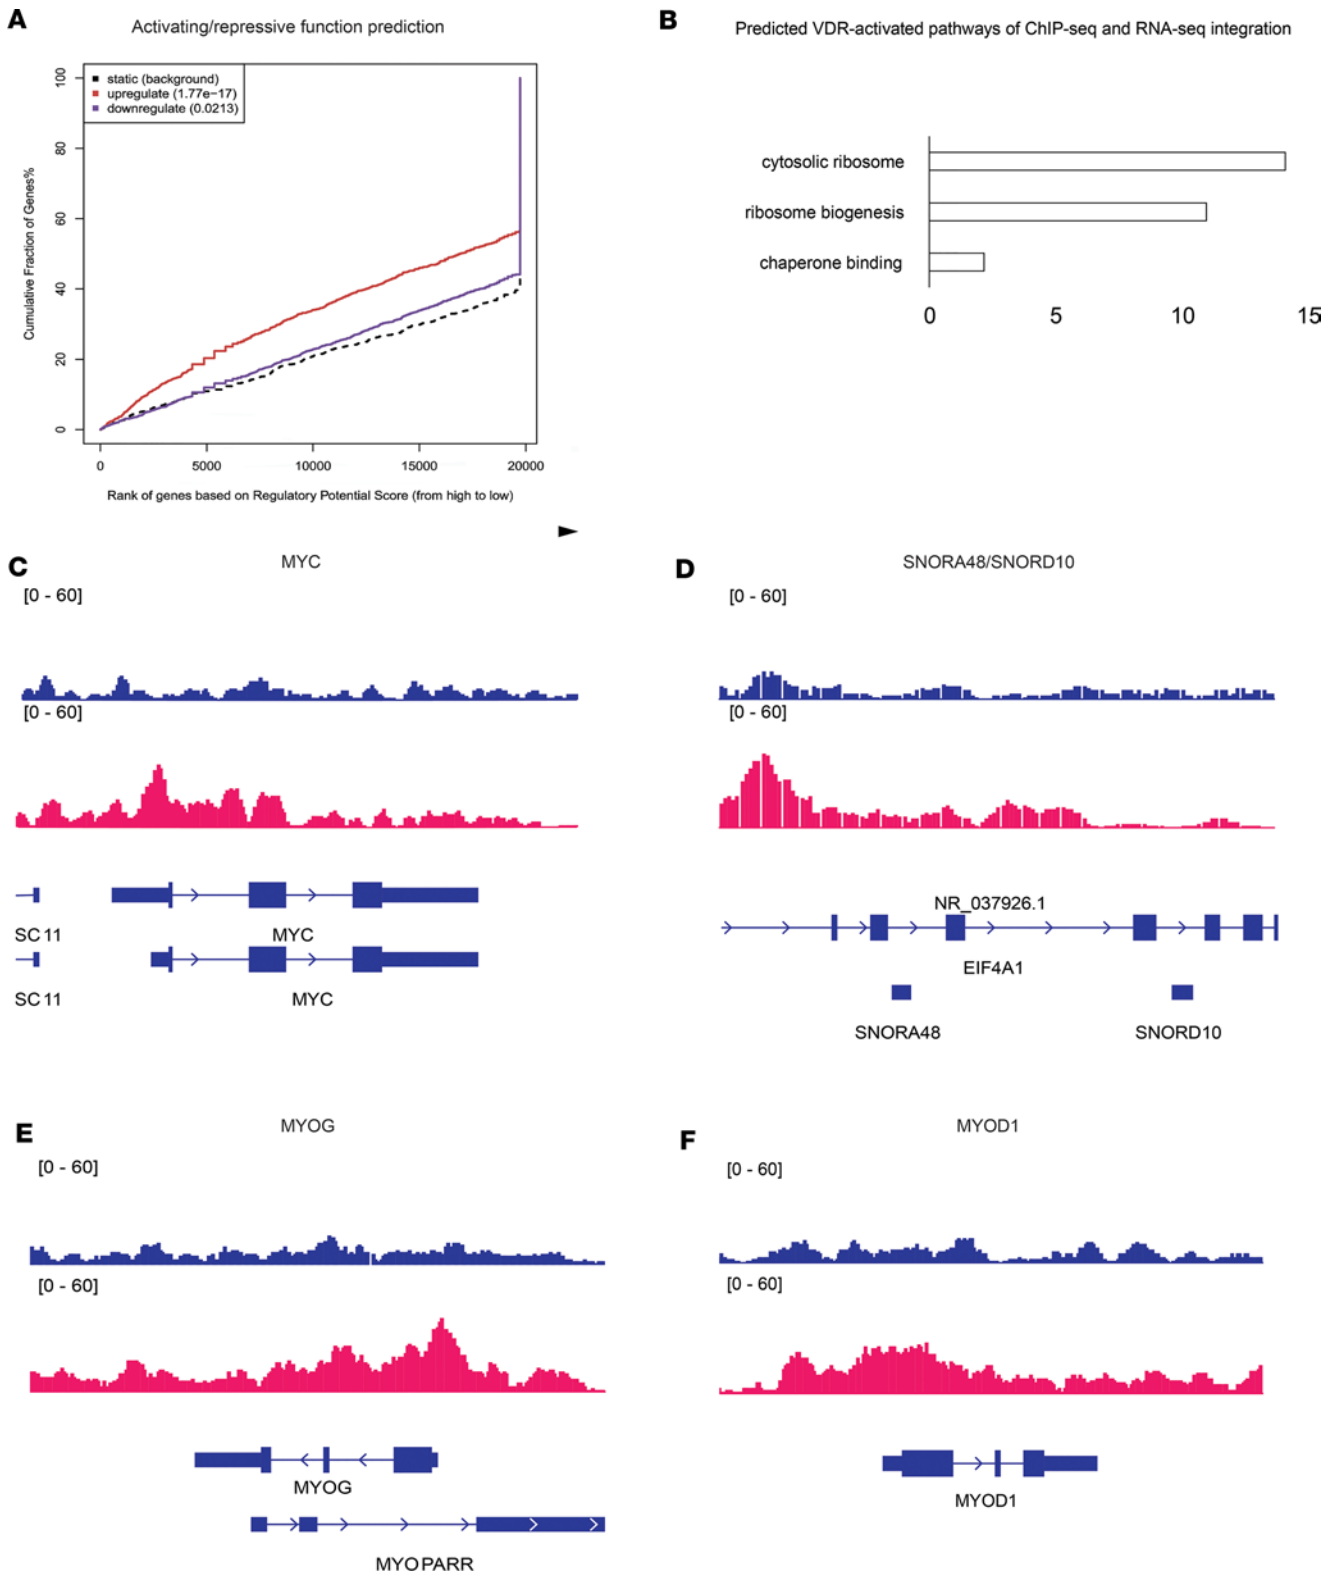 A
Activating/repressive function prediction
static (background)
upregulate (1.77e−17)
downregulate (0.0213)
Cumulative Fraction of Genes%
100
80
60
40
20
0
0 5000 10000 15000 20000
Rank of genes based on Regulatory Potential Score (from high to low)
B
Predicted VDR-activated pathways of ChIP-seq and RNA-seq integration
cytosolic ribosome
ribosome biogenesis
chaperone binding
0 5 10 15
C
MYC
[0 - 60]
[0 - 60]
SC11
MYC
SC11
MYC
D
SNORA48/SNORD10
[0 - 60]
[0 - 60]
NR_037926.1
EIF4A1
SNORA48
SNORD10
E
MYOG
[0 - 60]
[0 - 60]
MYOG
MYOPARR
F
MYOD1
[0 - 60]
[0 - 60]
MYOD1